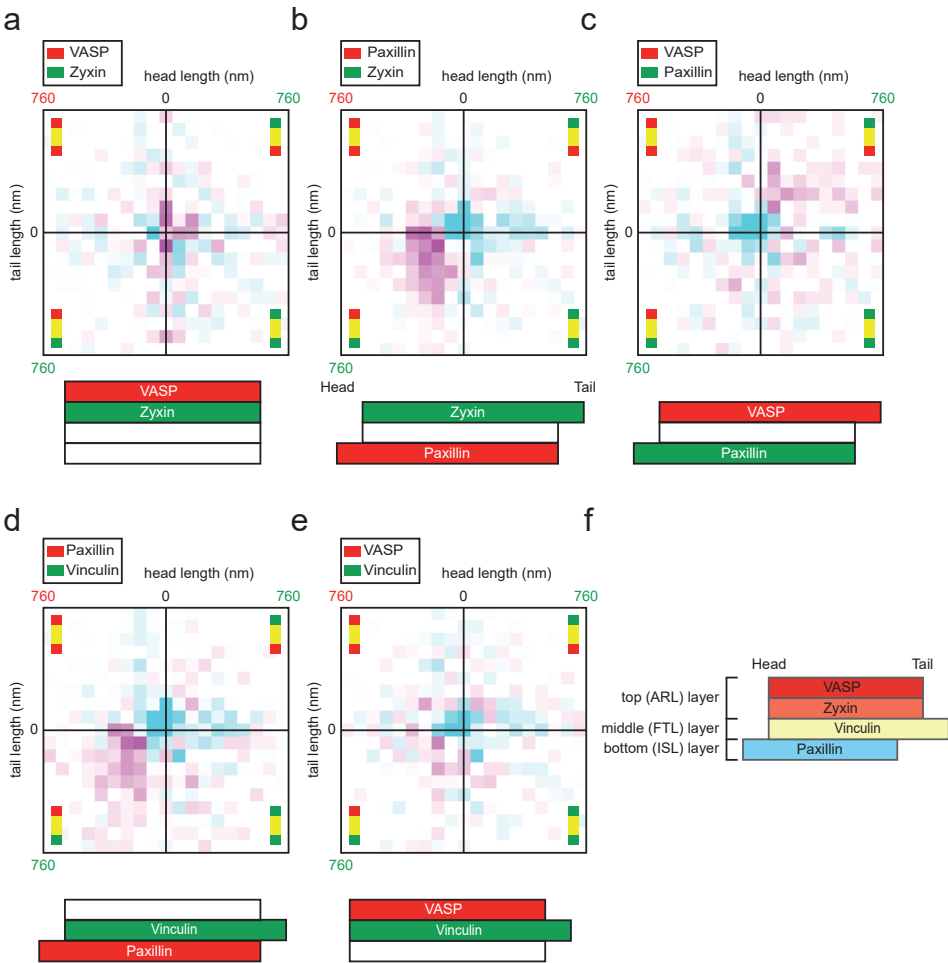 a
VASP
Zyxin
head length (nm)
760 0 760
tail length (nm)
0
760
VASP
Zyxin
b
Paxillin
Zyxin
head length (nm)
760 0 760
tail length (nm)
0
760
Head Tail
Zyxin
Paxillin
c
VASP
Paxillin
head length (nm)
760 0 760
tail length (nm)
0
760
VASP
Paxillin
d
Paxillin
Vinculin
head length (nm)
760 0 760
tail length (nm)
0
760
Vinculin
Paxillin
e
VASP
Vinculin
head length (nm)
760 0 760
tail length (nm)
0
760
VASP
Vinculin
f
Head Tail
top (ARL) layer
VASP
Zyxin
middle (FTL) layer
Vinculin
bottom (ISL) layer
Paxillin